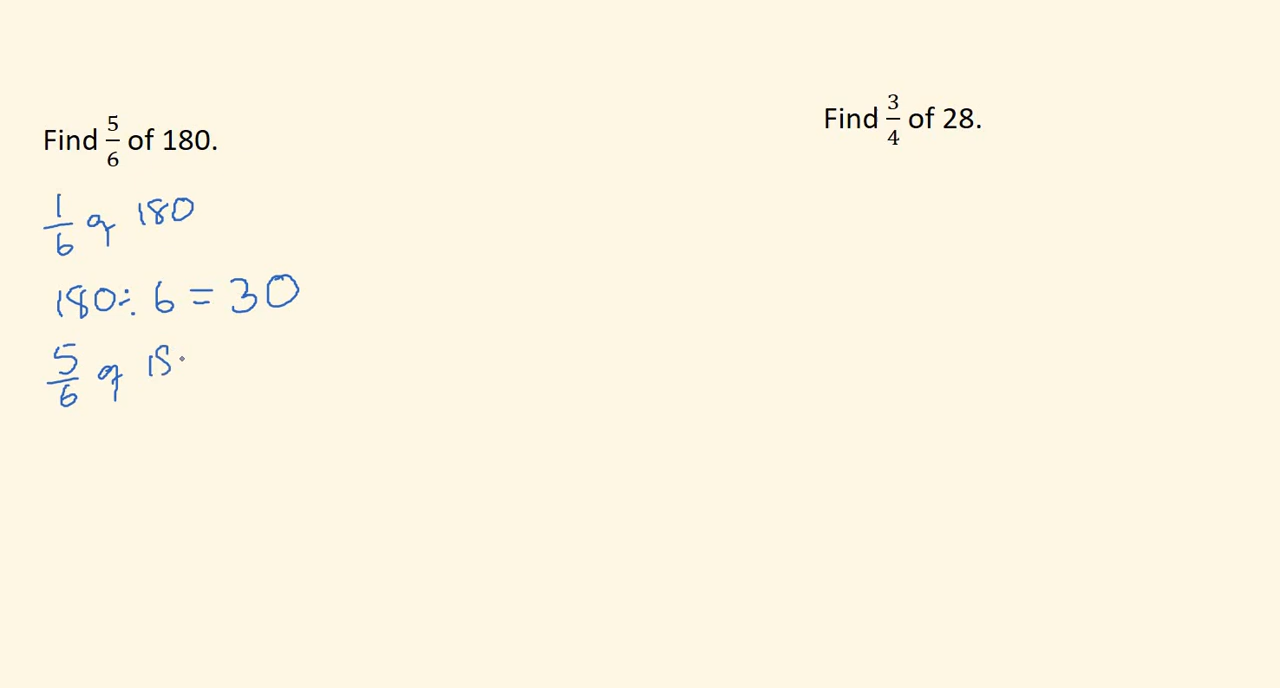 Find 5/6 of 180.
1/6 of 180
180 ÷ 6 = 30
5/6 of
Find 3/4 of 28.